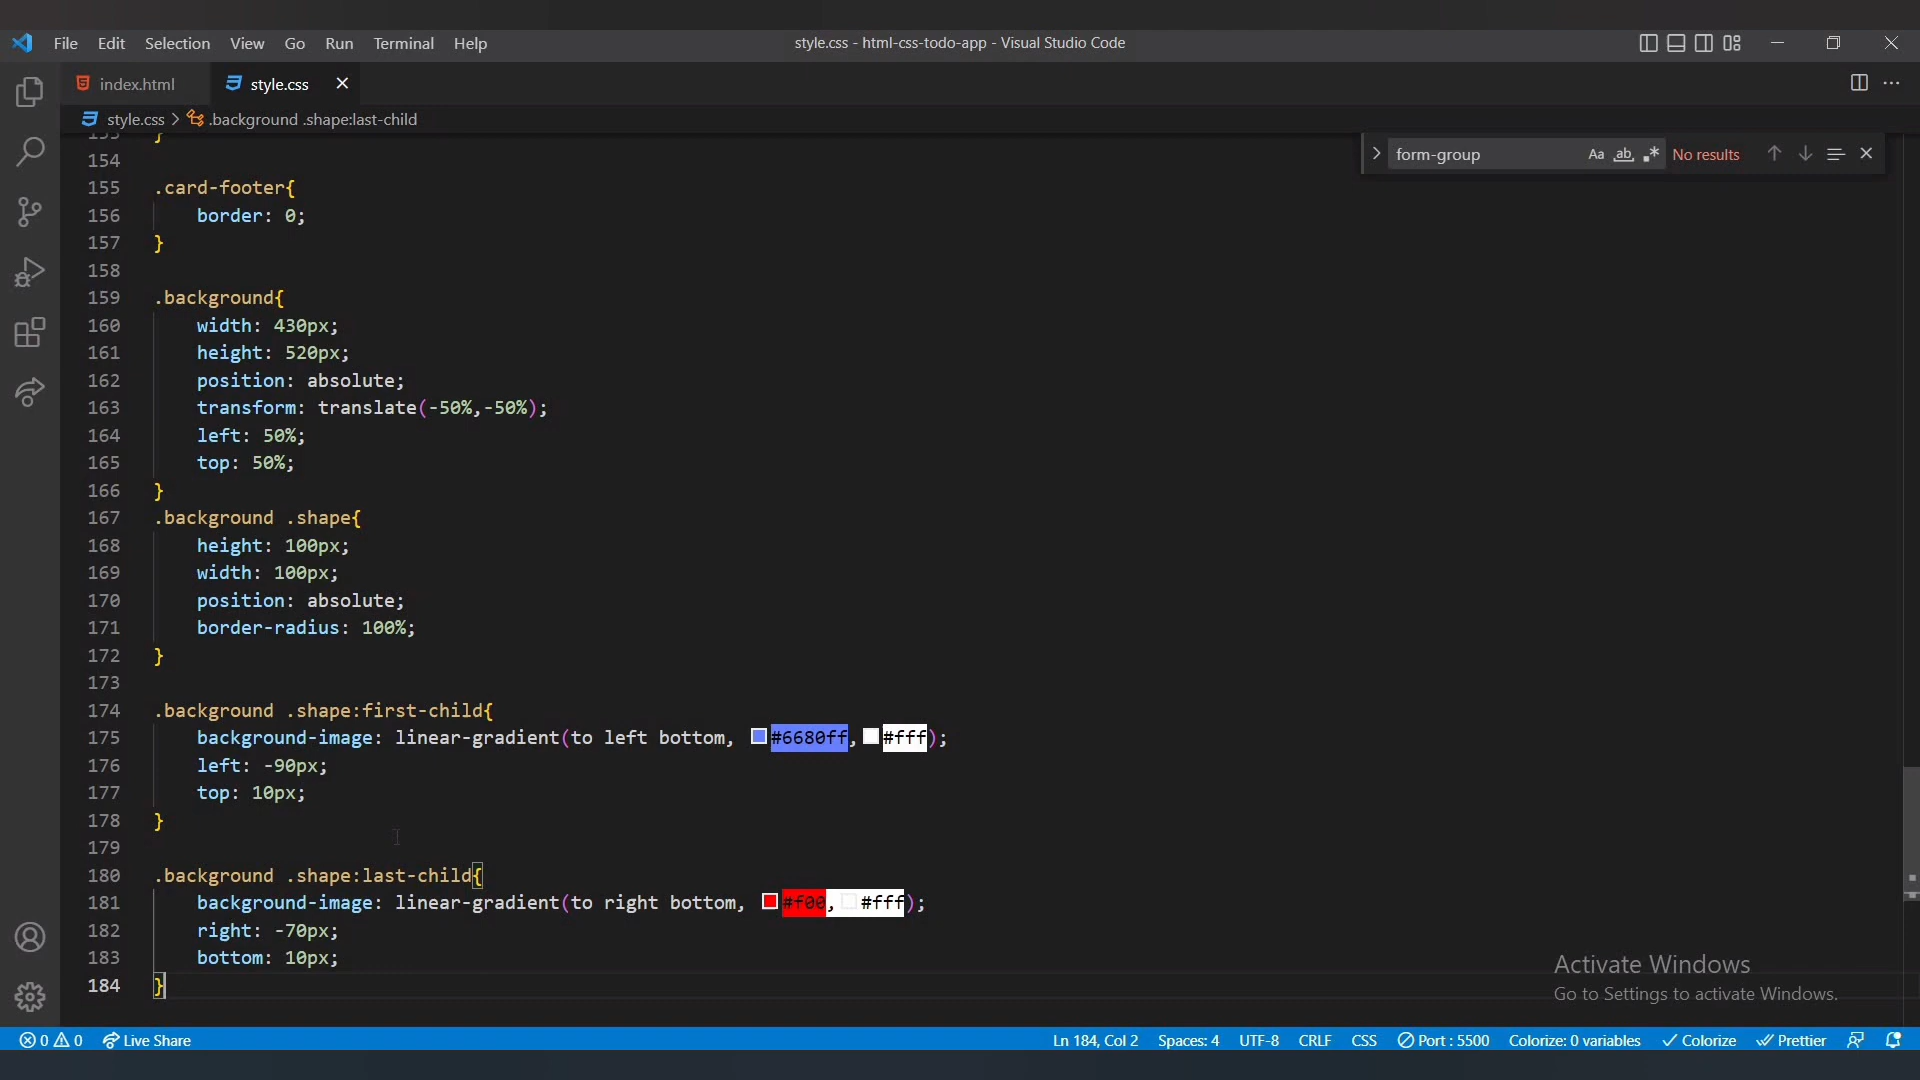 File Edit Selection View Go Run Terminal Help
style.css - html-css-todo-app - Visual Studio Code
index.html
style.css
style.css > .background .shape:last-child
form-group
Aa ab No results
153 }
154
155 .card-footer{
156 border: 0;
157 }
158
159 .background{
160 width: 430px;
161 height: 520px;
162 position: absolute;
163 transform: translate(-50%,-50%);
164 left: 50%;
165 top: 50%;
166 }
167 .background .shape{
168 height: 100px;
169 width: 100px;
170 position: absolute;
171 border-radius: 100%;
172 }
173
174 .background .shape:first-child{
175 background-image: linear-gradient(to left bottom, #6680ff, #fff);
176 left: -90px;
177 top: 10px;
178 }
179
180 .background .shape:last-child{
181 background-image: linear-gradient(to right bottom, #f00, #fff);
182 right: -70px;
183 bottom: 10px;
184 }
Activate Windows
Go to Settings to activate Windows.
0 0 Live Share Ln 184, Col 2 Spaces: 4 UTF-8 CRLF CSS Port : 5500 Colorize: 0 variables Colorize Prettier